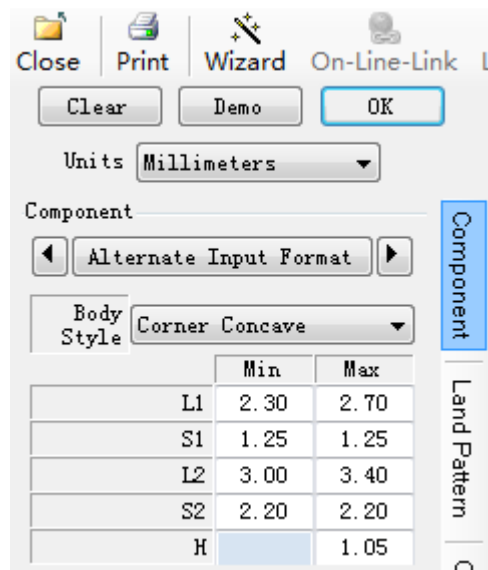 Close Print Wizard On-Line-Link
Clear Demo OK
Units Millimeters
Component
Alternate Input Format
Body Style Corner Concave
Min Max
L1 2.30 2.70
S1 1.25 1.25
L2 3.00 3.40
S2 2.20 2.20
H 1.05
Component
Land Pattern